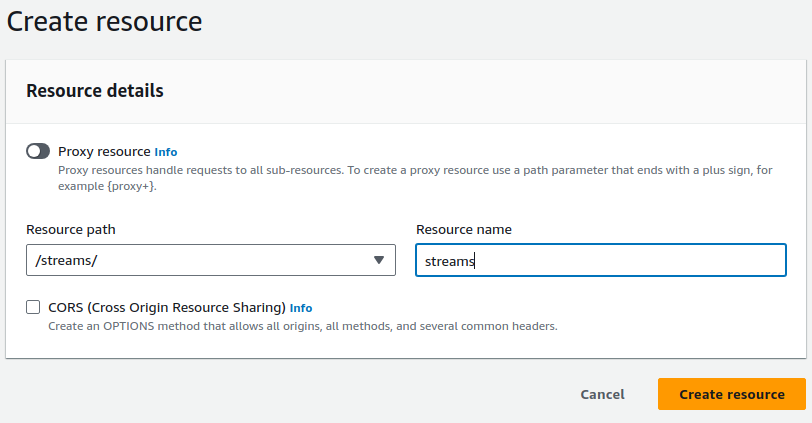 Create resource
Resource details
Proxy resource Info
Proxy resources handle requests to all sub-resources. To create a proxy resource use a path parameter that ends with a plus sign, for
example {proxy+}.
Resource path
Resource name
/streams/
streams
CORS (Cross Origin Resource Sharing) Info
Create an OPTIONS method that allows all origins, all methods, and several common headers.
Cancel
Create resource